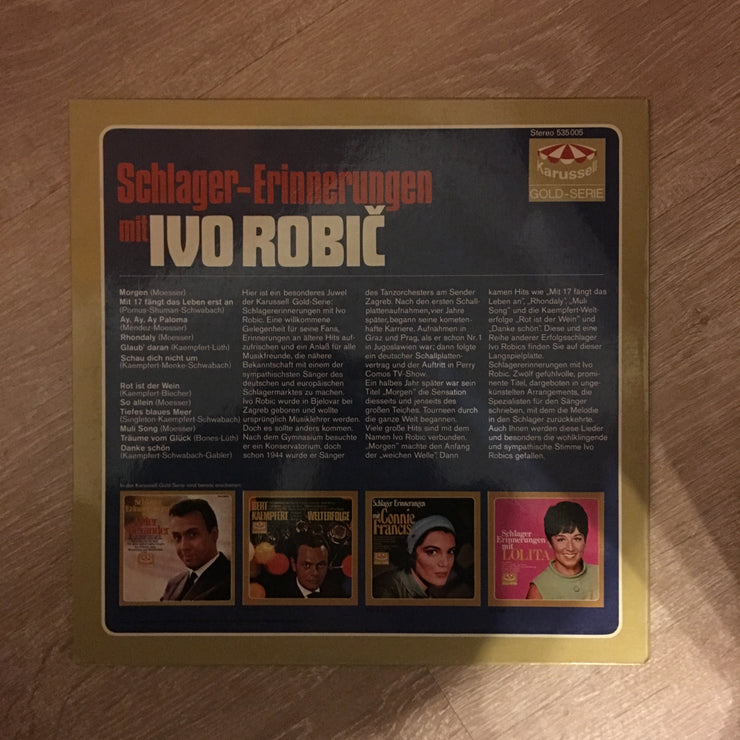 Stereo 535 005
Karussell
GOLD-SERIE
Schlager-Erinnerungen
mit IVO ROBIČ
Morgen (Moesser)
Mit 17 fängt das Leben erst an
(Pomus-Shuman-Schwabach)
Ay, Ay, Ay Paloma
(Méndez-Moesser)
Rhondaly (Moesser)
Glaub' daran (Kaempfert-Lüth)
Schau dich nicht um
(Kaempfert-Menke-Schwabach)
Rot ist der Wein
(Kaempfert-Blecher)
So allein (Moesser)
Tiefes blaues Meer
(Singleton-Kaempfert-Schwabach)
Muli Song (Moesser)
Träume vom Glück (Bones-Lüth)
Danke schön
(Kaempfert-Schwabach-Gabler)
Hier ist ein besonderes Juwel
der Karussell Gold-Serie:
Schlagererinnerungen mit Ivo
Robic. Eine willkommene
Gelegenheit für seine Fans,
Erinnerungen an ältere Hits auf-
zufrischen und ein Anlaß für alle
Musikfreunde, die nähere
Bekanntschaft mit einem der
sympathischsten Sänger des
deutschen und europäischen
Schlagermarktes zu machen.
Ivo Robic wurde in Bjelovar bei
Zagreb geboren und wollte
ursprünglich Musiklehrer werden.
Doch es sollte anders kommen.
Nach dem Gymnasium besuchte
er ein Konservatorium, doch
schon 1944 wurde er Sänger
des Tanzorchesters am Sender
Zagreb. Nach den ersten Schall-
plattenaufnahmen, vier Jahre
später, begann seine kometen-
hafte Karriere. Aufnahmen in
Graz und Prag, als er schon Nr. 1
in Jugoslawien war; dann folgte
ein deutscher Schallplatten-
vertrag und der Auftritt in Perry
Comos TV-Show.
Ein halbes Jahr später war sein
Titel „Morgen" die Sensation
diesseits und jenseits des
großen Teiches. Tourneen durch
die ganze Welt begannen.
Viele große Hits sind mit dem
Namen Ivo Robic verbunden.
„Morgen" machte den Anfang
der „weichen Welle". Dann
kamen Hits wie „Mit 17 fängt das
Leben an", „Rhondaly", „Muli
Song" und die Kaempfert-Welt-
erfolge „Rot ist der Wein" und
„Danke schön". Diese und eine
Reihe anderer Erfolgsschlager
Ivo Robics finden Sie auf dieser
Langspielplatte.
Schlagererinnerungen mit Ivo
Robic. Zwölf gefühlvolle, promi-
nente Titel, dargeboten in unge-
künstelten Arrangements, die
Spezialisten für den Sänger
schrieben, mit dem die Melodie
in den Schlager zurückkehrte.
Auch Ihnen werden diese Lieder
und besonders die wohlklingende
und sympathische Stimme Ivo
Robics gefallen.
In der Karussell Gold-Serie sind bereits erschienen:
Schlager
Erinnerungen
Peter
Alexander
BERT
KAEMPFERT
WELTERFOLGE
Schlager Erinnerungen
mit Connie
Francis
Schlager
Erinnerungen
mit
LOLITA